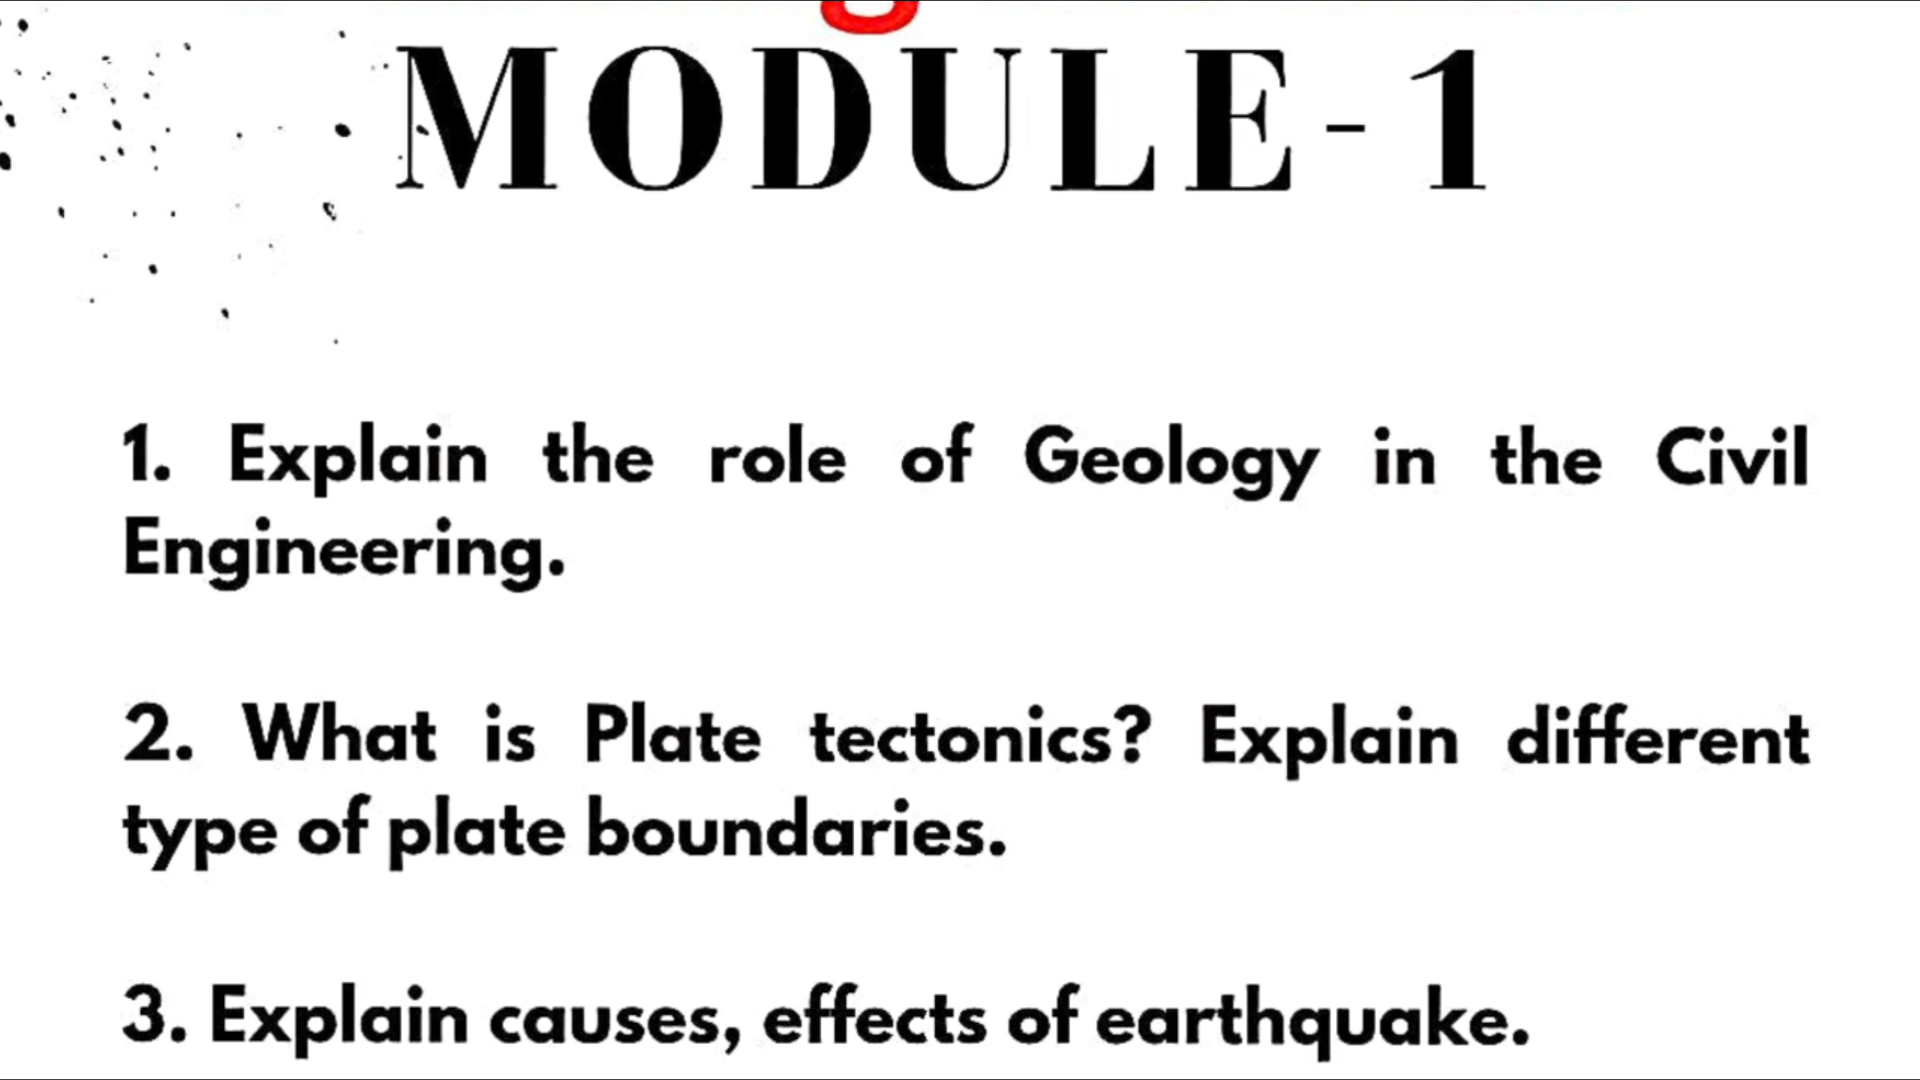 MODULE-1
1. Explain the role of Geology in the Civil
Engineering.
2. What is Plate tectonics? Explain different
type of plate boundaries.
3. Explain causes, effects of earthquake.